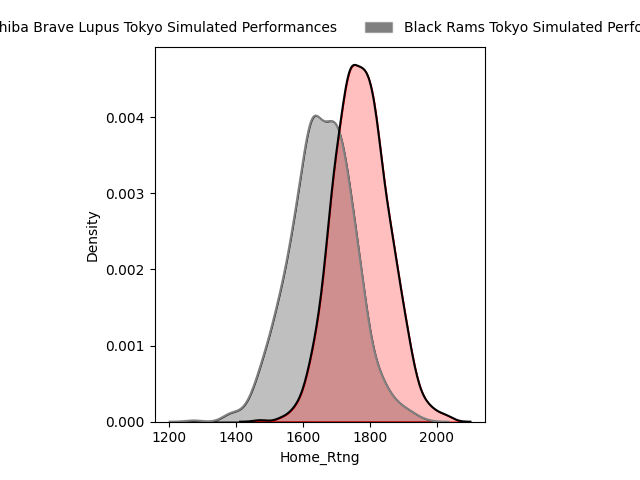 hiba Brave Lupus Tokyo Simulated Performances
Black Rams Tokyo Simulated Perfo
0.004
0.003
0.002
0.001
0.000
Density
1200 1400 1600 1800 2000
Home_Rtng